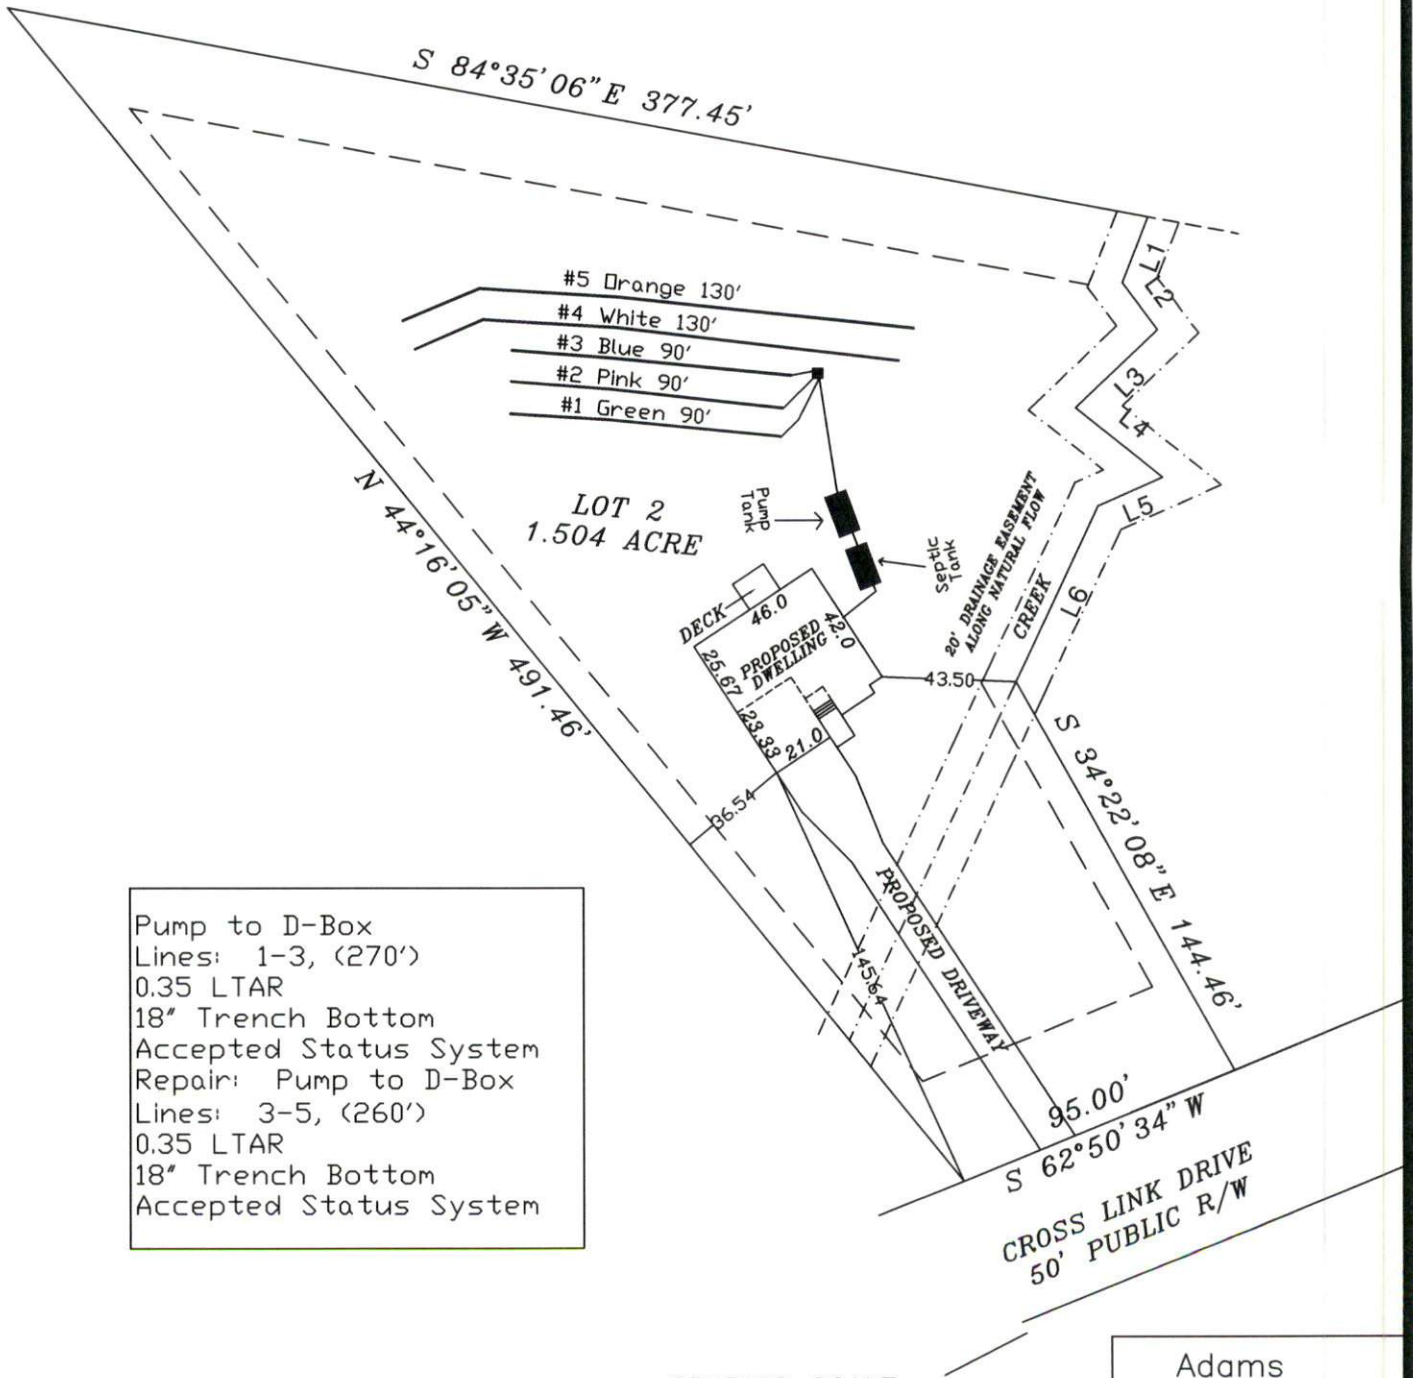 S 84°35'06"E 377.45'
L1
L2
#5 Orange 130'
#4 White 130'
#3 Blue 90'
#2 Pink 90'
#1 Green 90'
L3
L4
N 44°16'05"W 491.46'
LOT 2
1.504 ACRE
Pump
Tank
Septic
Tank
20' DRAINAGE EASEMENT
ALONG NATURAL FLOW
CREEK
L5
L6
DECK
46.0
42.0
PROPOSED
DWELLING
25.67
23.33
21.0
43.50
36.54
S 34°22'08"E 144.46'
PROPOSED DRIVEWAY
145.64
Pump to D-Box
Lines: 1-3, (270')
0.35 LTAR
18" Trench Bottom
Accepted Status System
Repair: Pump to D-Box
Lines: 3-5, (260')
0.35 LTAR
18" Trench Bottom
Accepted Status System
95.00'
S 62°50'34"W
CROSS LINK DRIVE
50' PUBLIC R/W
Adams